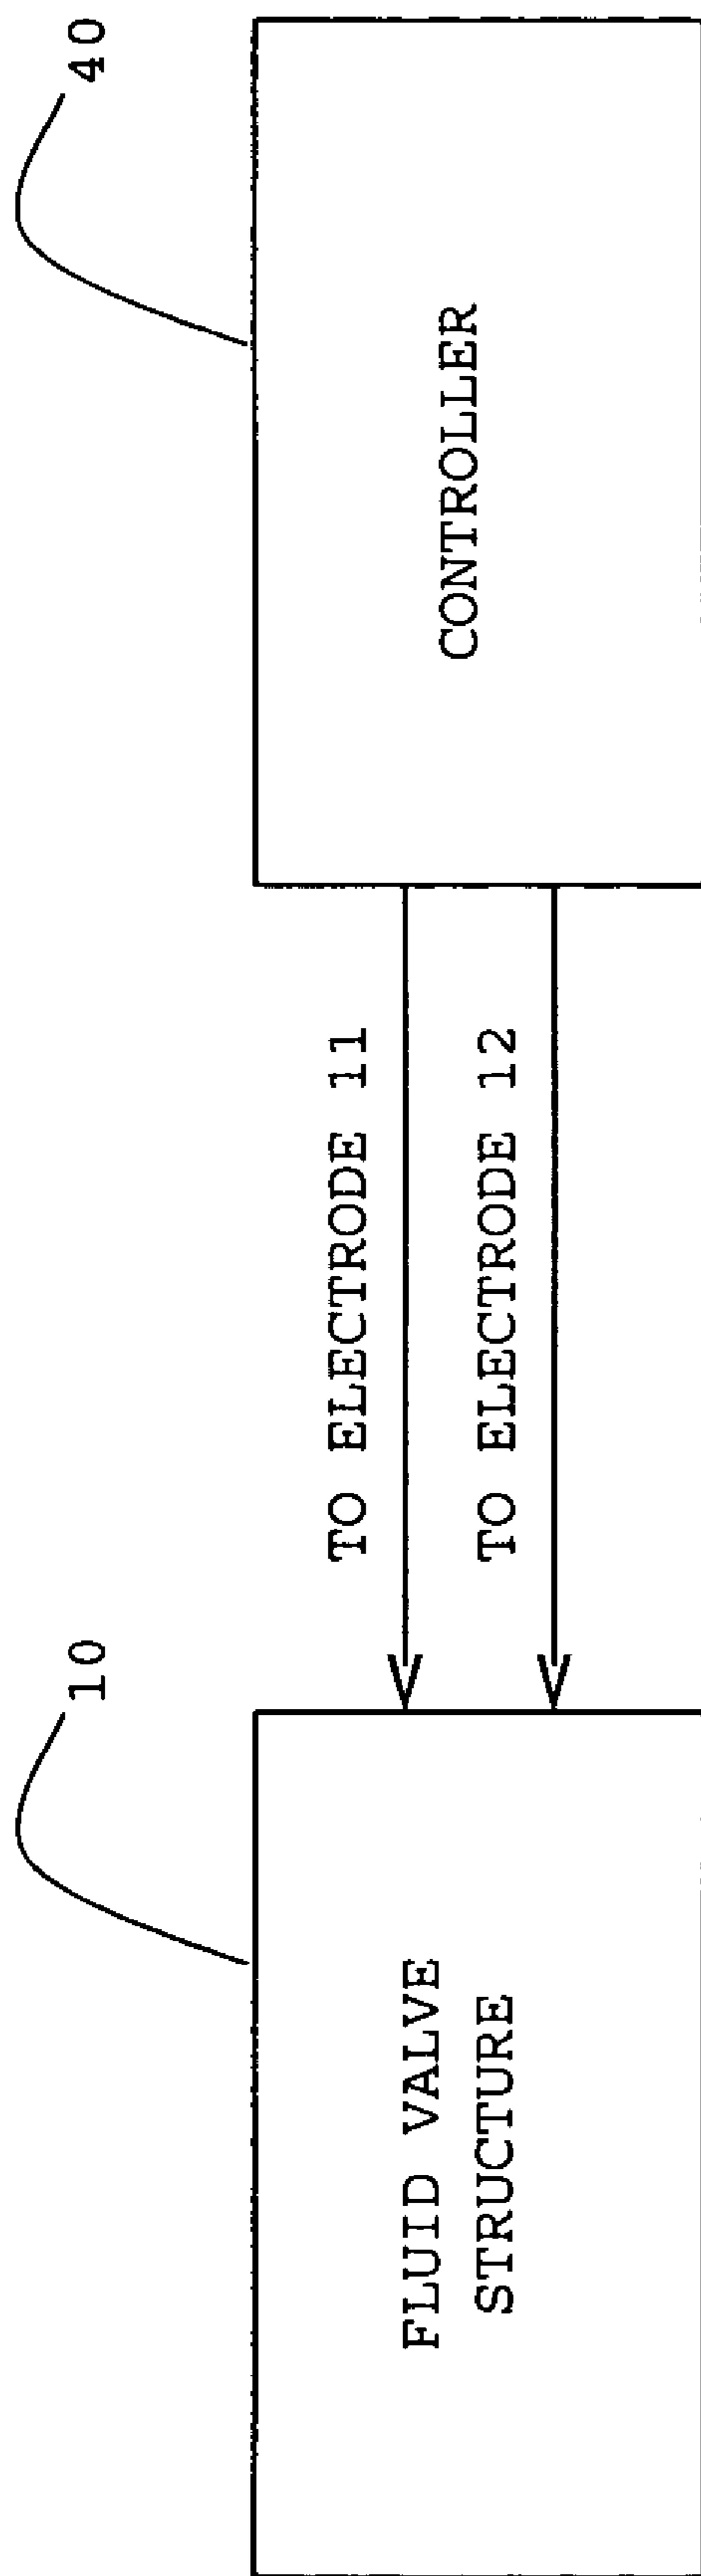 10
40
FLUID VALVE
STRUCTURE
TO ELECTRODE 11
TO ELECTRODE 12
CONTROLLER